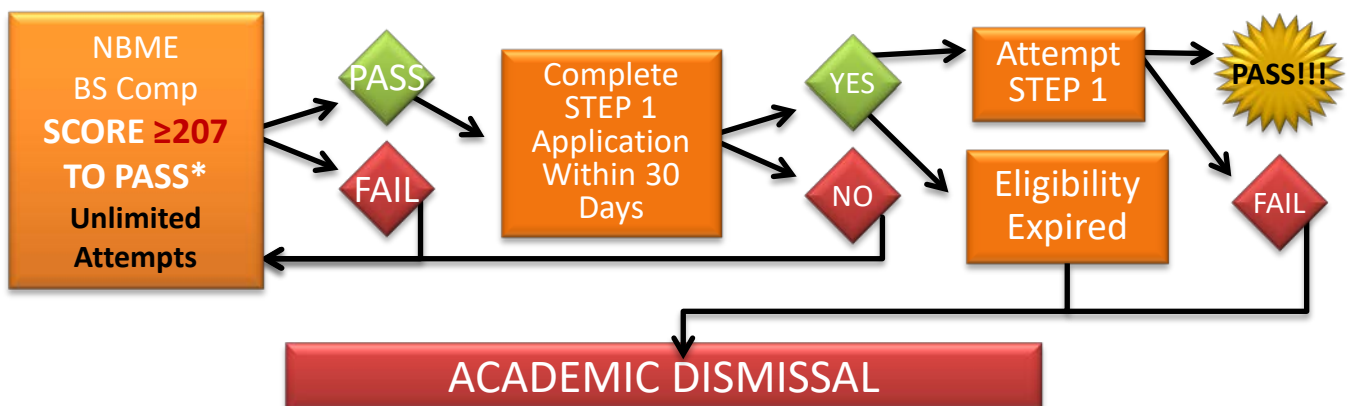 NBME
BS Comp
SCORE ≥207
TO PASS*
Unlimited
Attempts
PASS
FAIL
Complete
STEP 1
Application
Within 30
Days
YES
NO
Attempt
STEP 1
Eligibility
Expired
PASS!!!
FAIL
ACADEMIC DISMISSAL